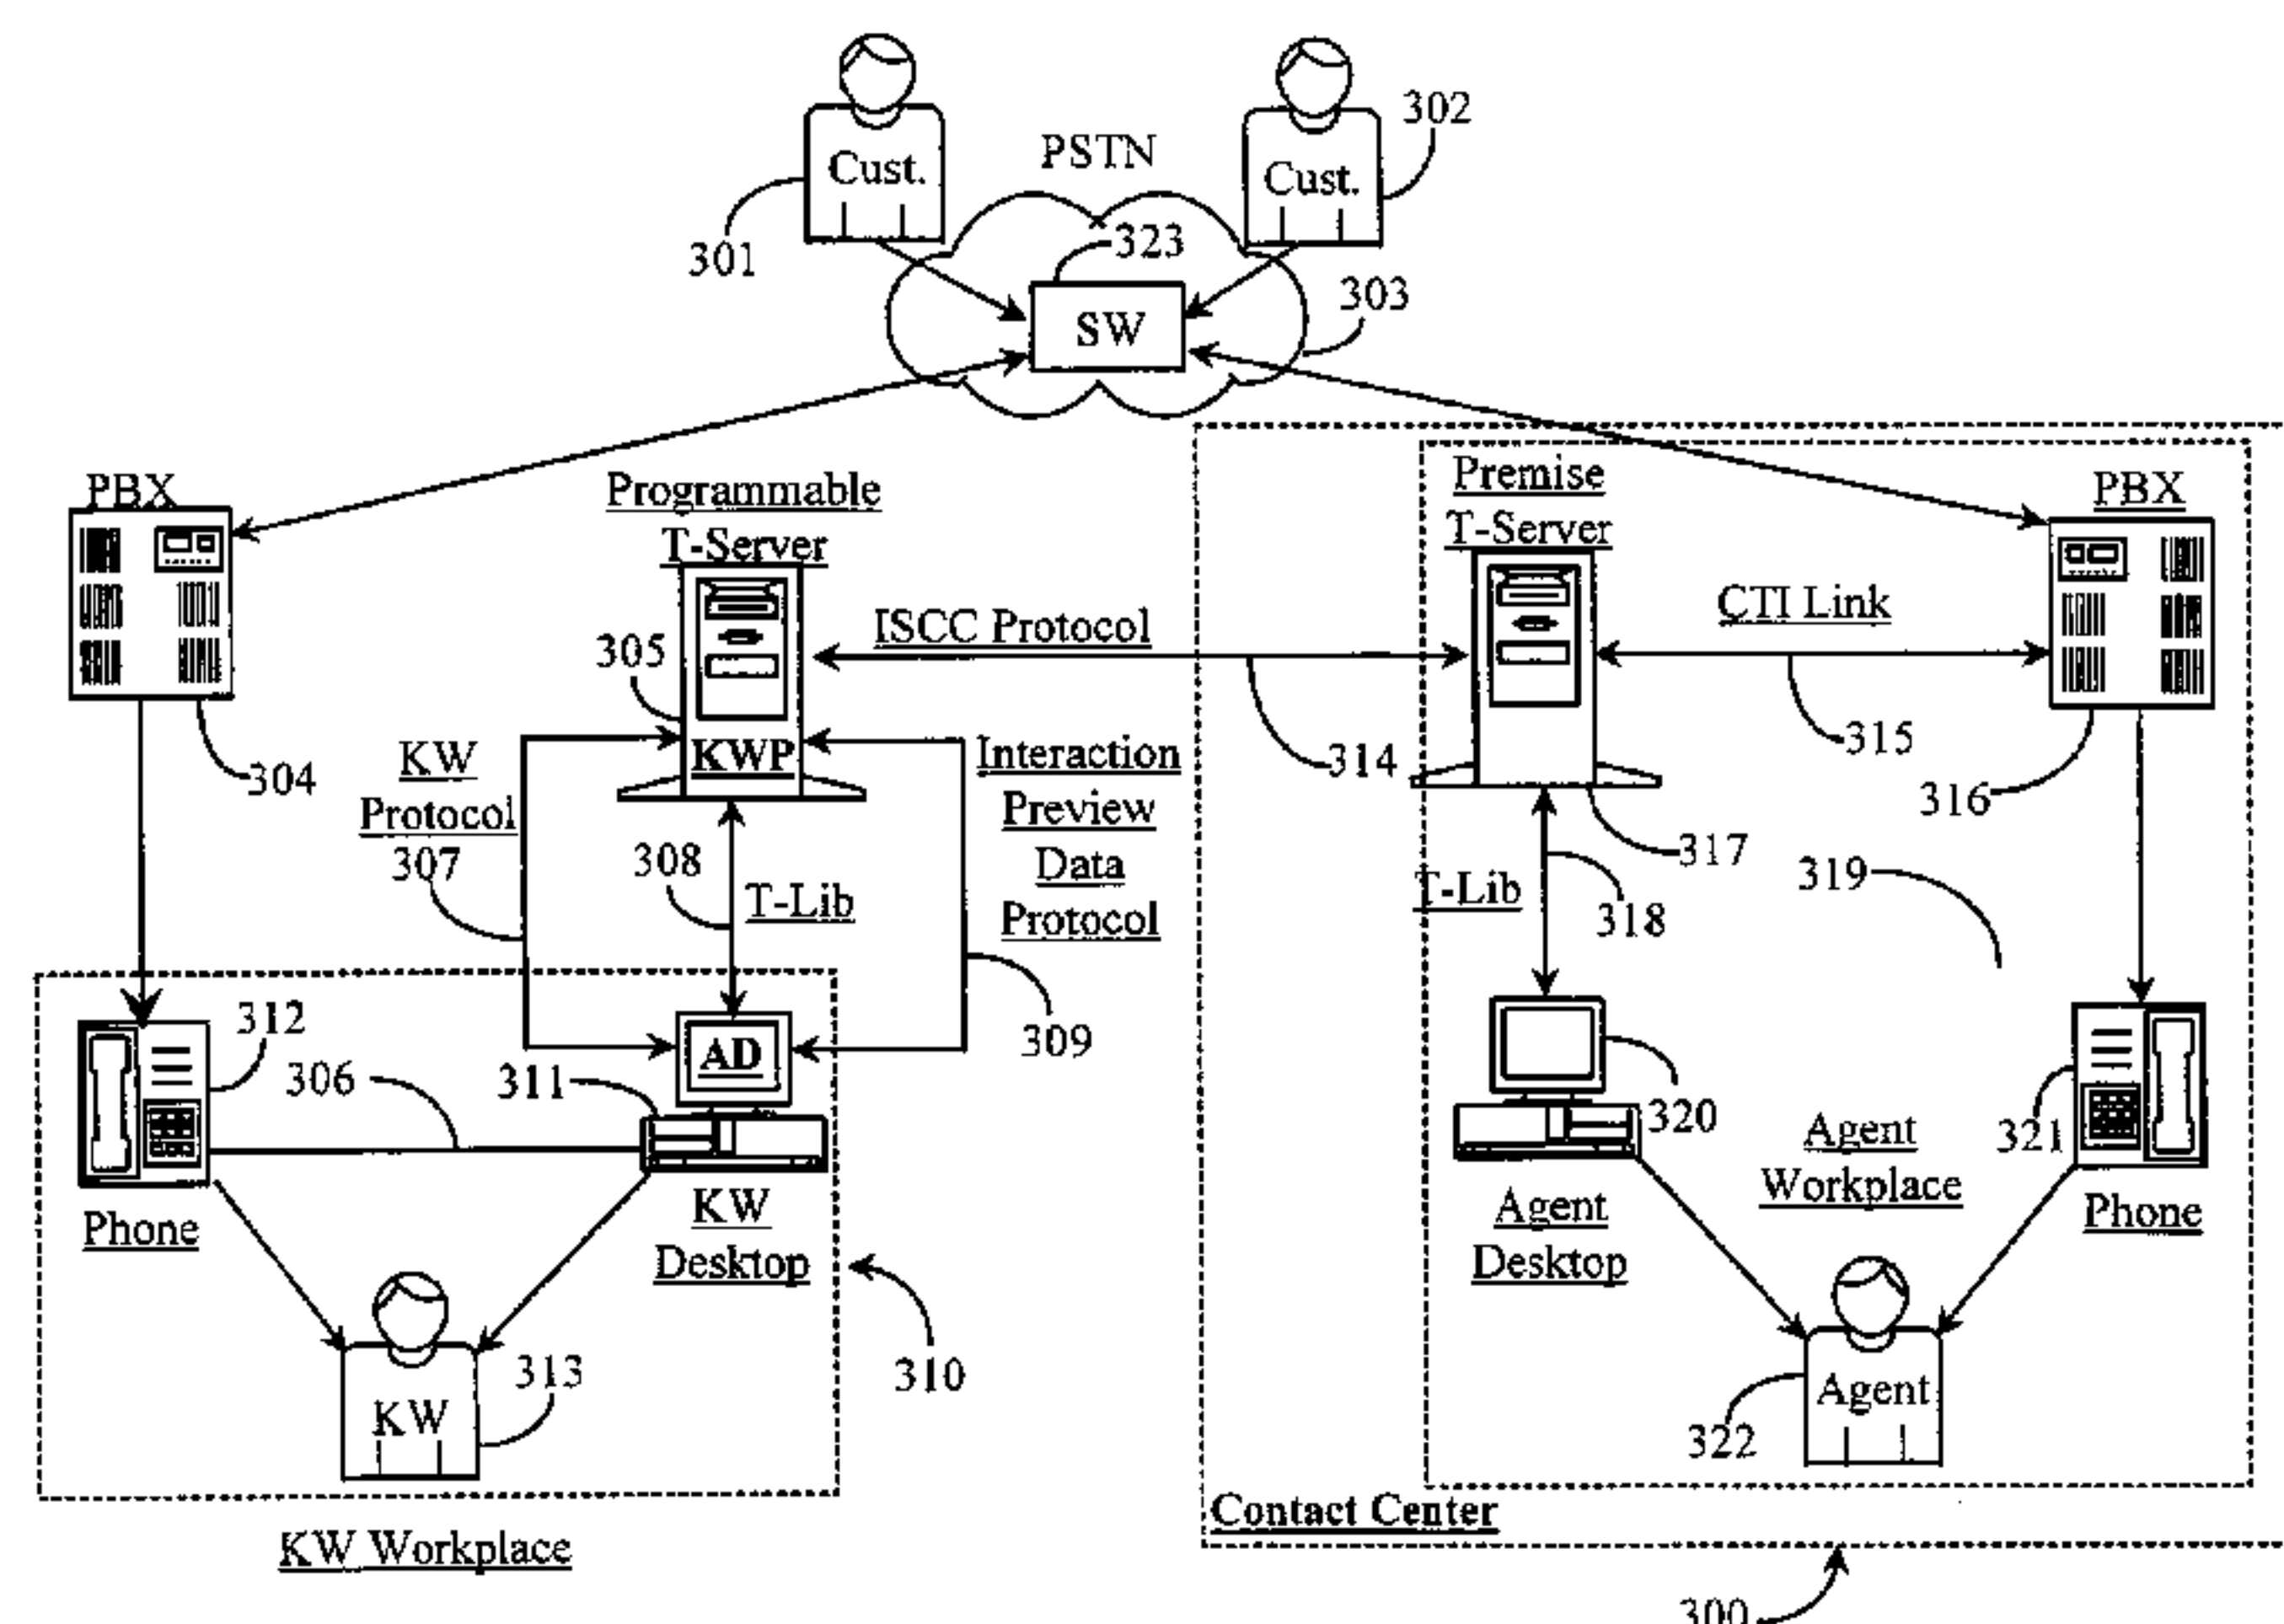 302
PSTN
Cust.
Cust.
323
301
303
SW
Premise
T-Server
PBX
Programmable
T-Server
PBX
CTI Link
ISCC Protocol
305
KWP
KW
Protocol
307
304
Interaction
Preview
Data
Protocol
314
315
316
308
T-Lib
317
319
T-Lib
318
312
309
AD
306
311
320
321
Agent
Workplace
Phone
KW
Desktop
Agent
Desktop
Phone
310
313
KW
Agent
322
Contact Center
KW Workplace
300